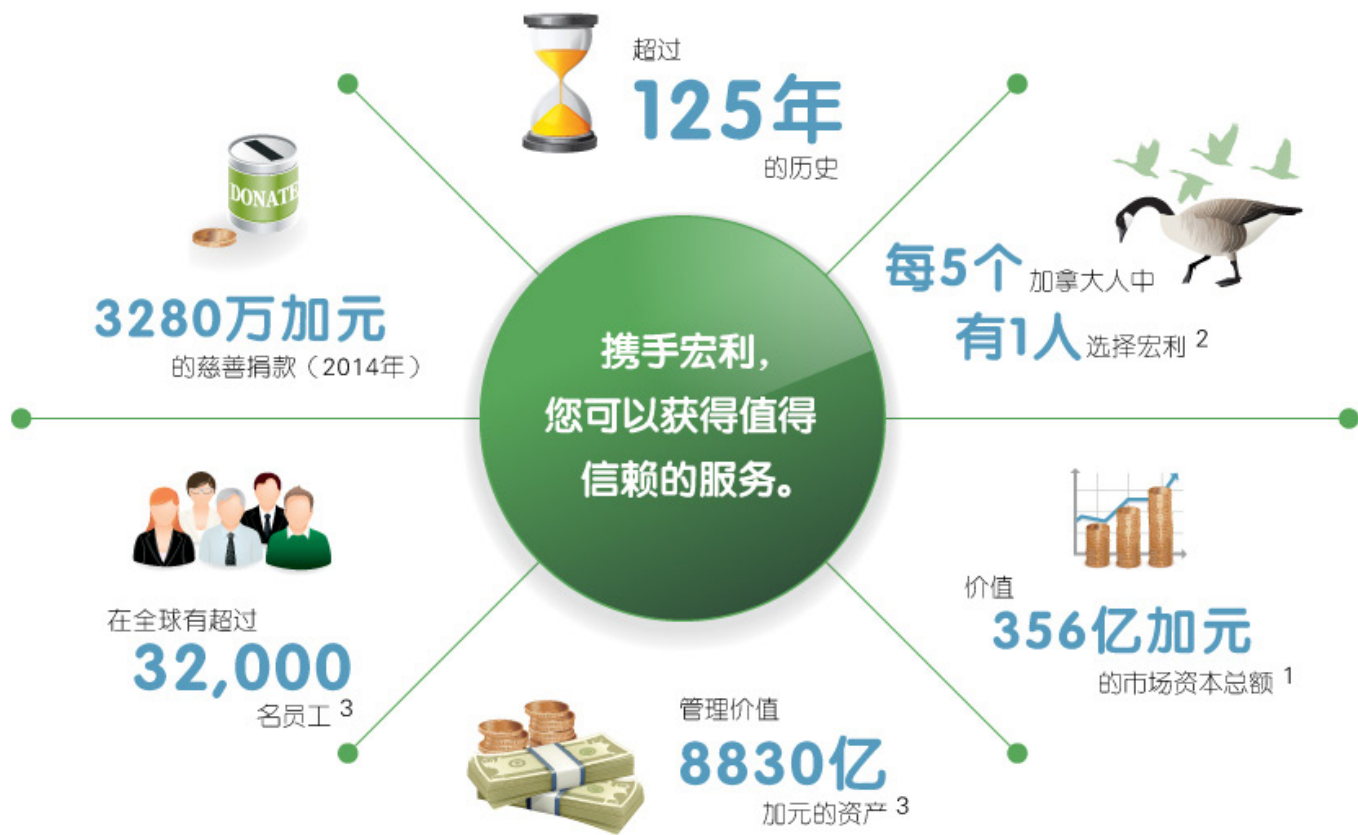 超过
125年
的历史
DONATE
3280万加元
的慈善捐款（2014年）
每5个 加拿大人中
有1人 选择宏利 2
携手宏利，
您可以获得值得
信赖的服务。
在全球有超过
32,000
名员工 3
价值
356亿加元
的市场资本总额 1
管理价值
8830亿
加元的资产 3